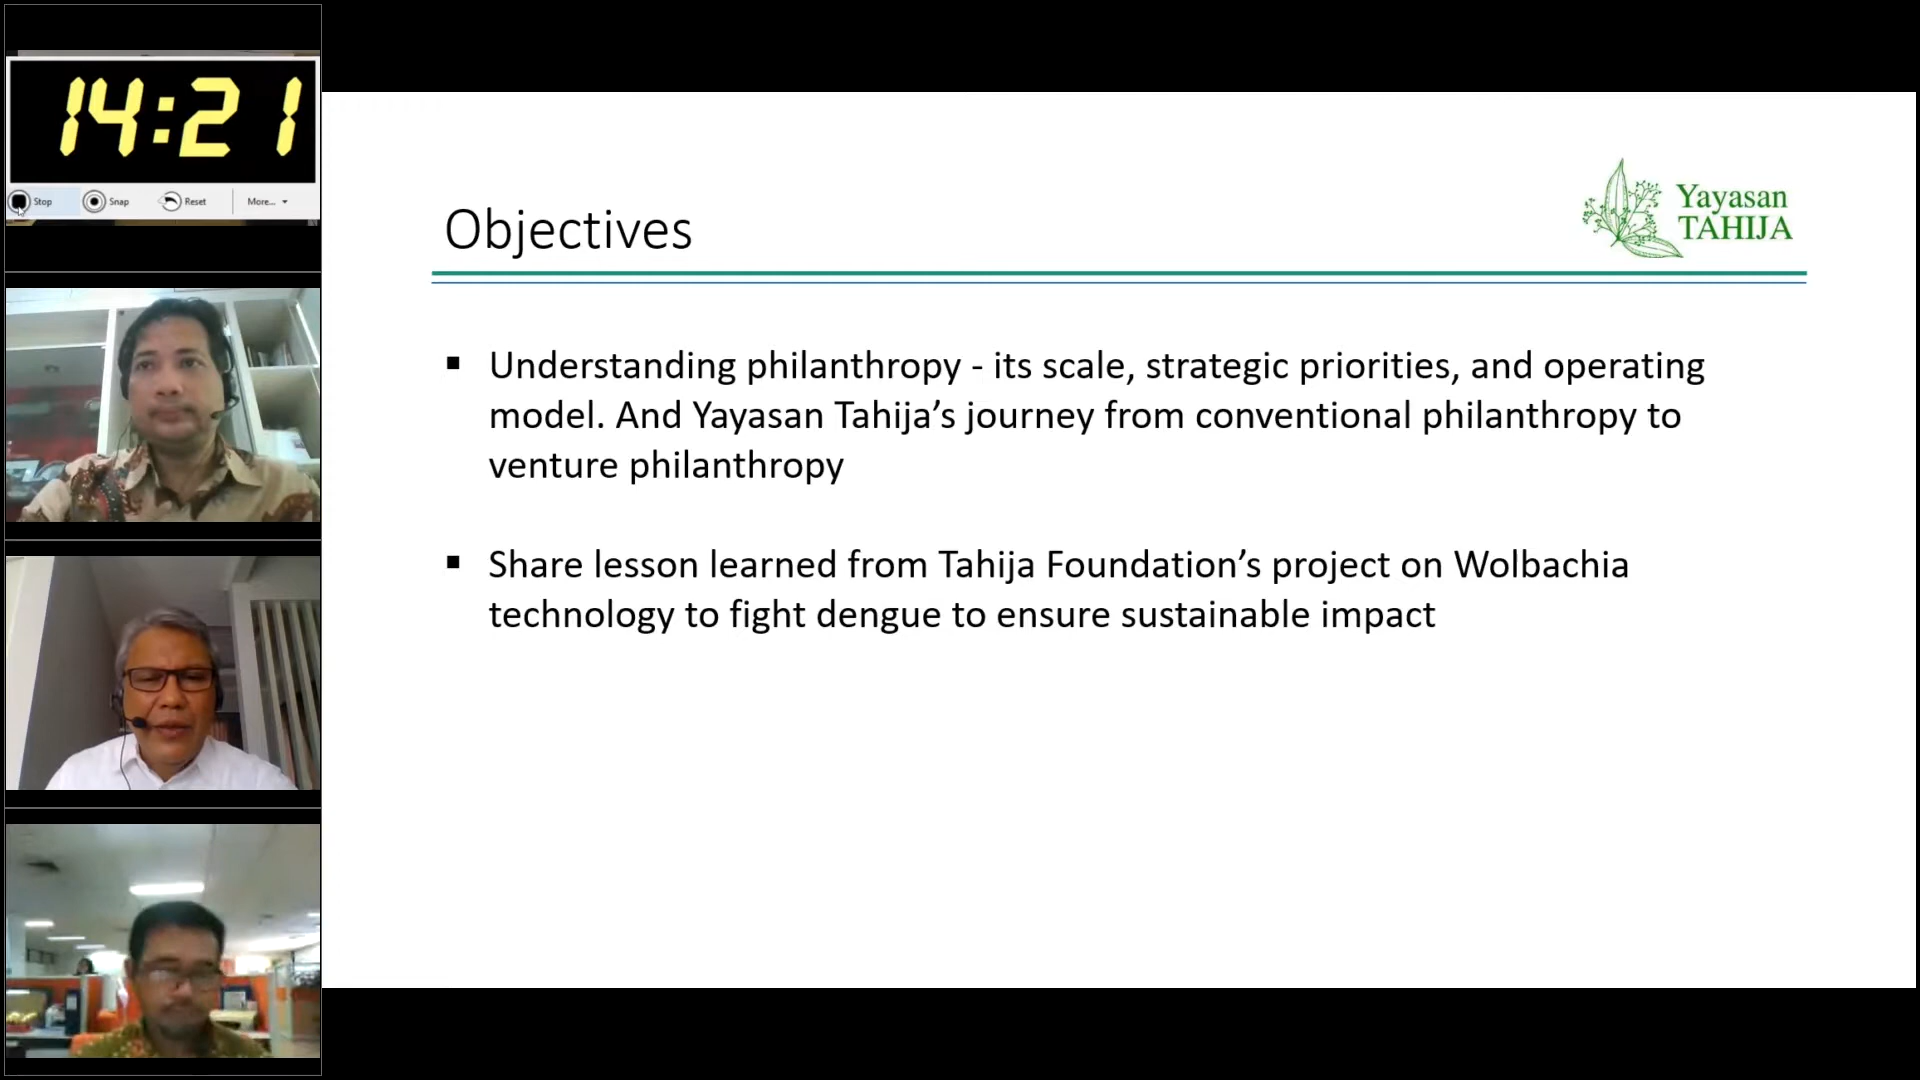 14:21
Stop Snap Reset More...
Yayasan
TAHIJA
Objectives
▪ Understanding philanthropy - its scale, strategic priorities, and operating
model. And Yayasan Tahija’s journey from conventional philanthropy to
venture philanthropy
▪ Share lesson learned from Tahija Foundation’s project on Wolbachia
technology to fight dengue to ensure sustainable impact